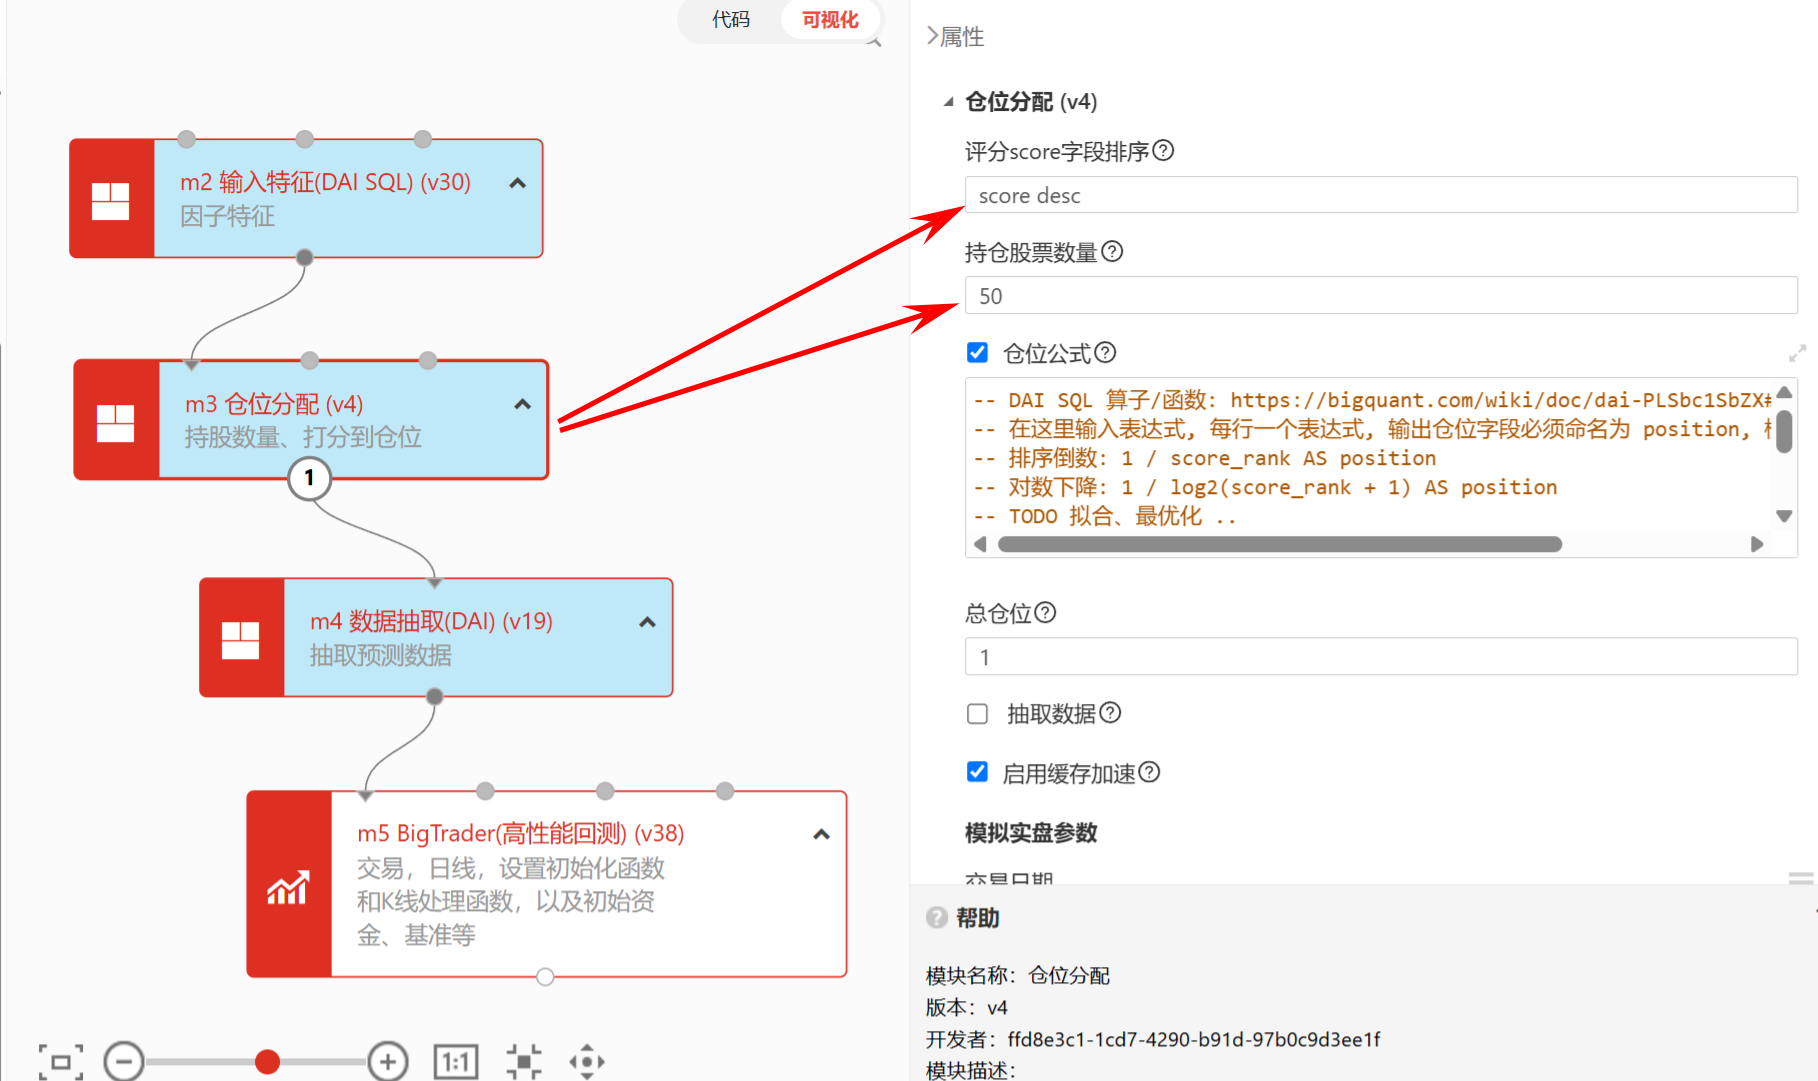 代码
可视化
m2 输入特征(DAI SQL) (v30)
因子特征
m3 仓位分配 (v4)
持股数量、打分到仓位
1
m4 数据抽取(DAI) (v19)
抽取预测数据
m5 BigTrader(高性能回测) (v38)
交易，日线，设置初始化函数
和K线处理函数，以及初始资
金、基准等
1:1
属性
仓位分配 (v4)
评分score字段排序
score desc
持仓股票数量
50
仓位公式
-- DAI SQL 算子/函数: https://bigquant.com/wiki/doc/dai-PLSbc1SbZX#
-- 在这里输入表达式, 每行一个表达式, 输出仓位字段必须命名为 position,
-- 排序倒数: 1 / score_rank AS position
-- 对数下降: 1 / log2(score_rank + 1) AS position
-- TODO 拟合、最优化 ..
总仓位
1
抽取数据
启用缓存加速
模拟实盘参数
交易日期
帮助
模块名称：仓位分配
版本：v4
开发者：ffd8e3c1-1cd7-4290-b91d-97b0c9d3ee1f
模块描述：